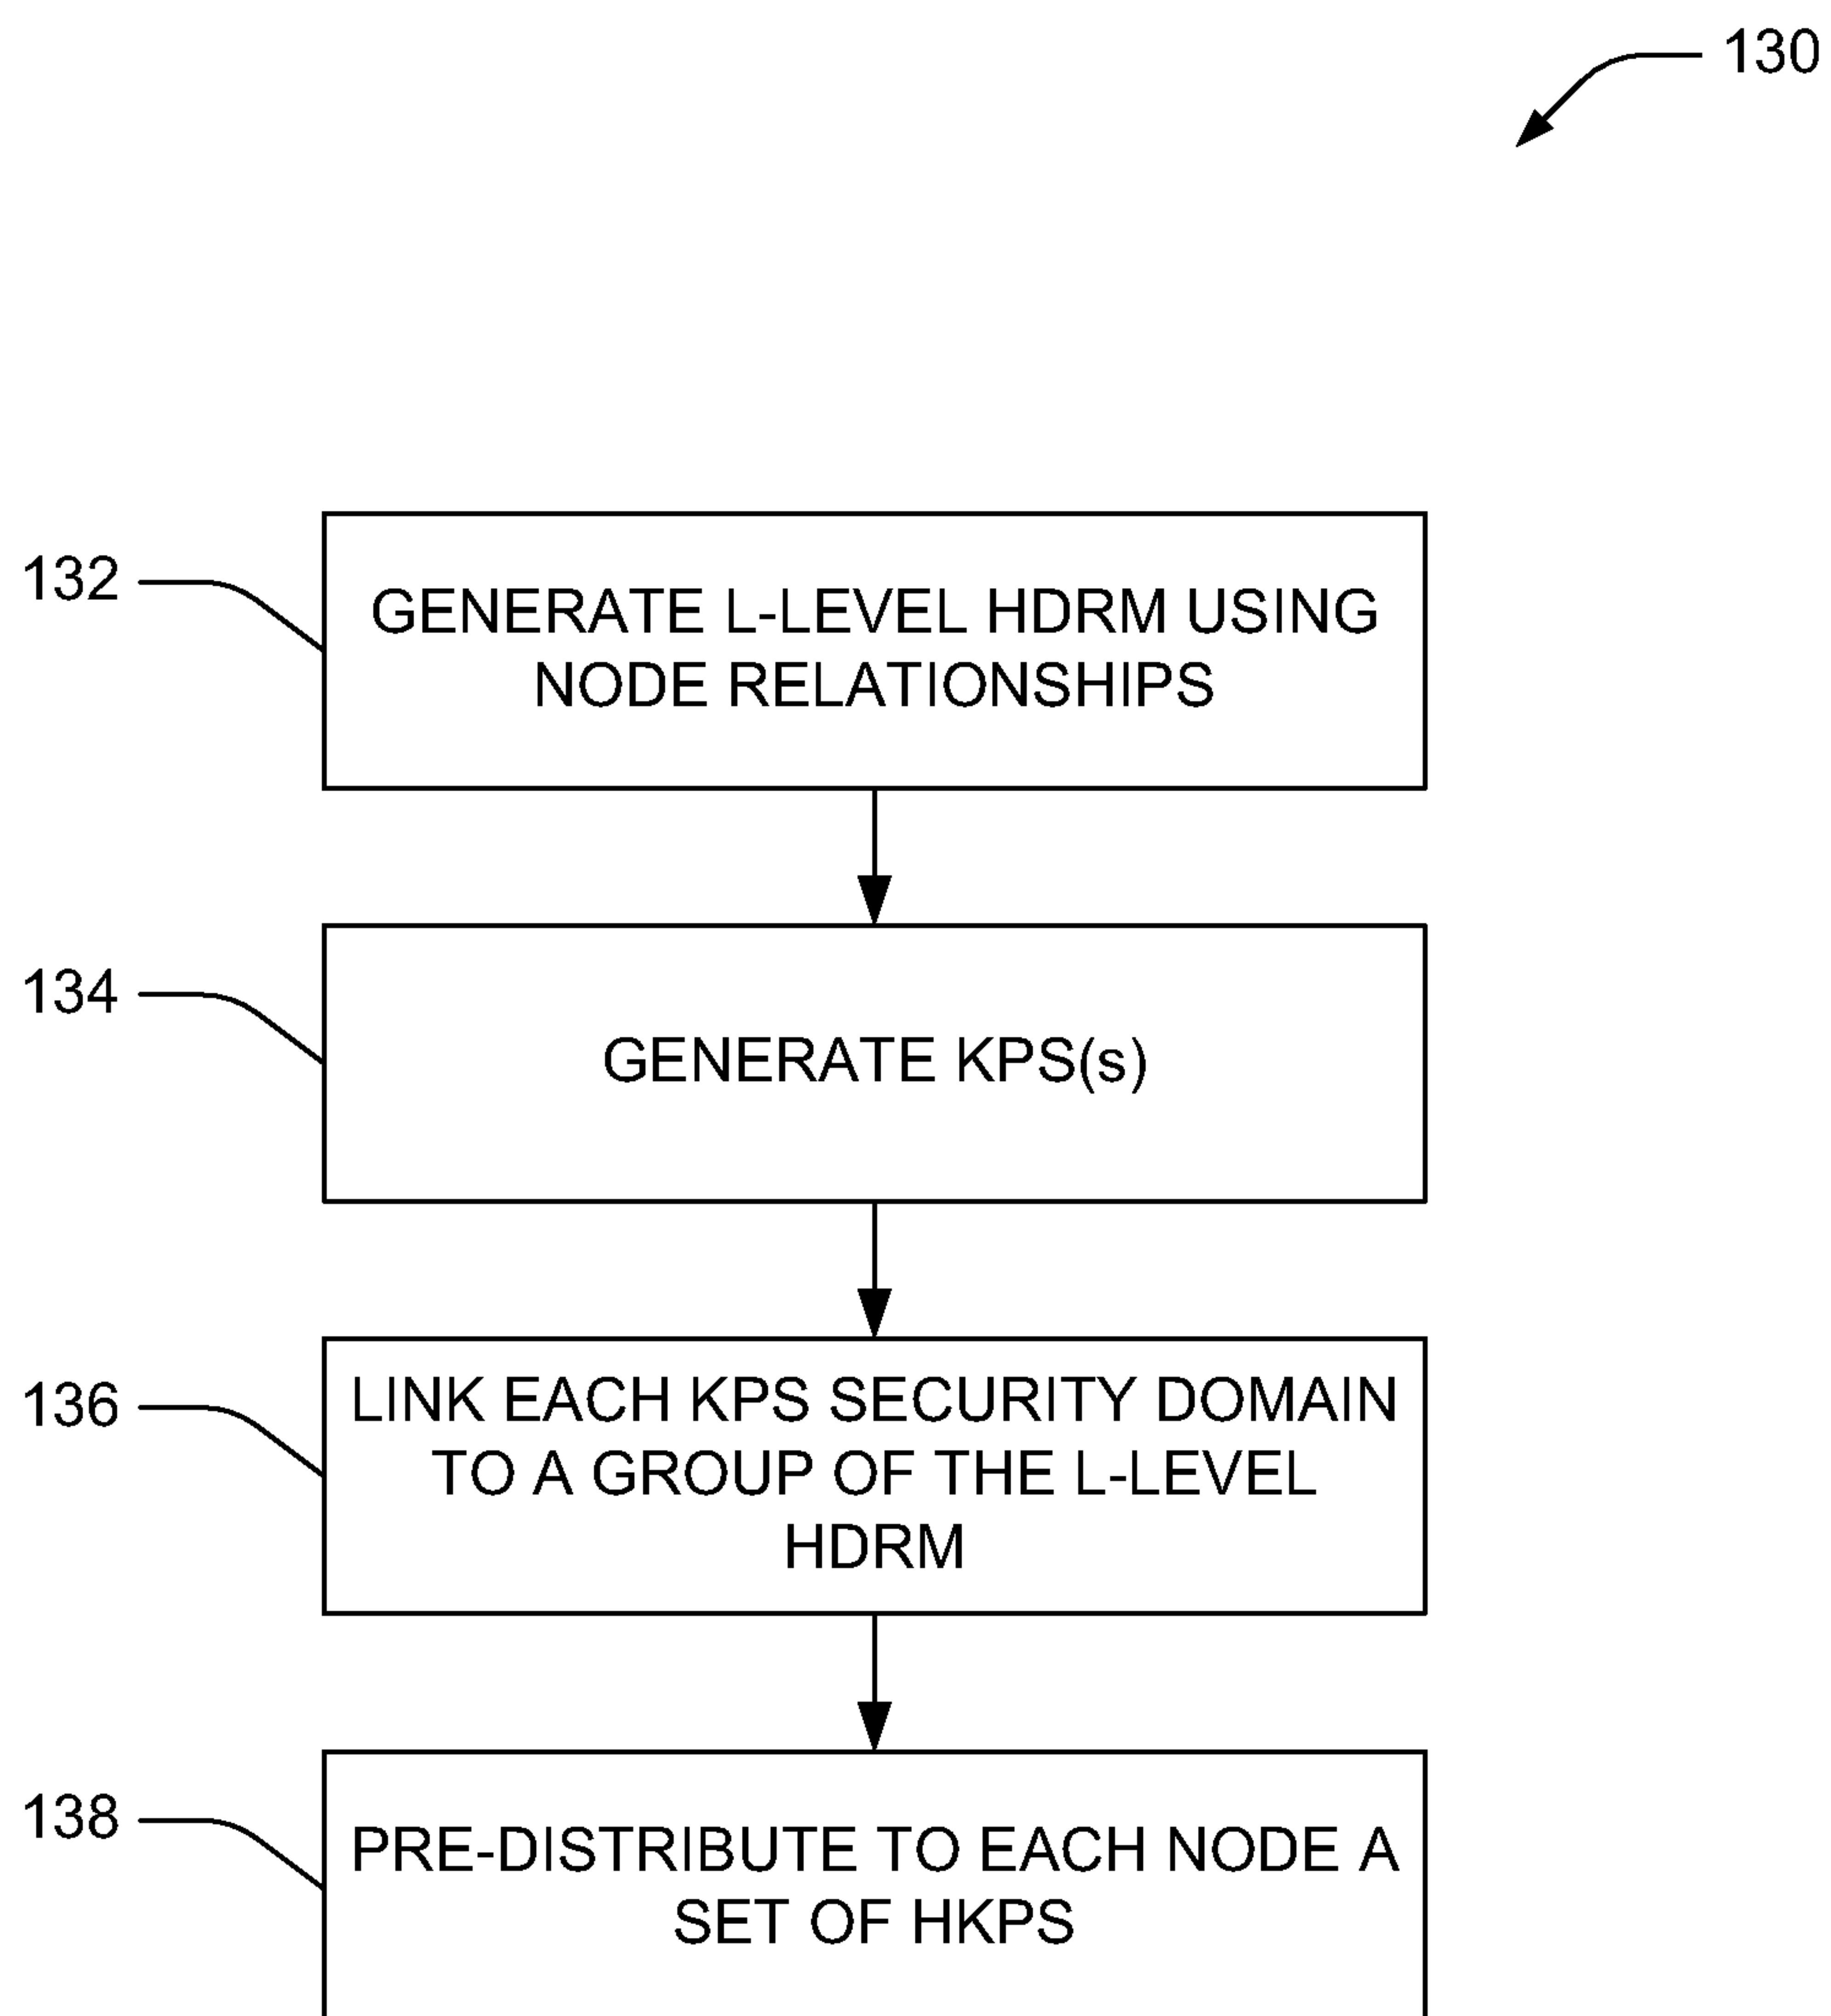 130
132
GENERATE L-LEVEL HDRM USING
NODE RELATIONSHIPS
134
GENERATE KPS(s)
136
LINK EACH KPS SECURITY DOMAIN
TO A GROUP OF THE L-LEVEL
HDRM
138
PRE-DISTRIBUTE TO EACH NODE A
SET OF HKPS